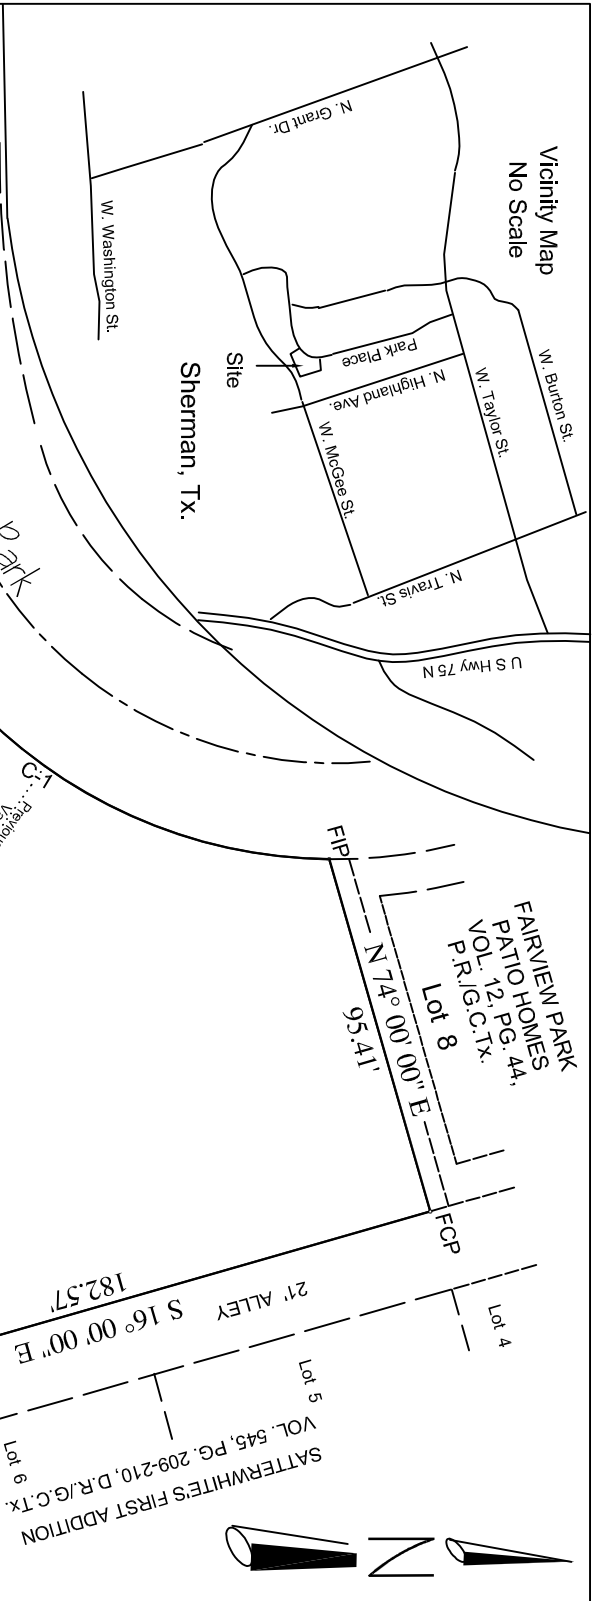 Vicinity Map
No Scale
N. Grant Dr.
W. Washington St.
W. Burton St.
W. Taylor St.
Park Place
N. Highland Ave.
Site
Sherman, Tx.
W. McGee St.
N. Travis St.
U S Hwy 75 N
Park
C-1
FIP
FAIRVIEW PARK
PATIO HOMES
VOL. 12, PG. 44,
P.R./G.C.Tx.
Lot 8
N 74° 00' 00" E
95.41'
FCP
182.57'
S 16° 00' 00" E
21' ALLEY
Lot 4
Lot 5
Lot 6
SATTERWHITE'S FIRST ADDITION
VOL. 545, PG. 209-210, D.R./G.C.Tx.
N